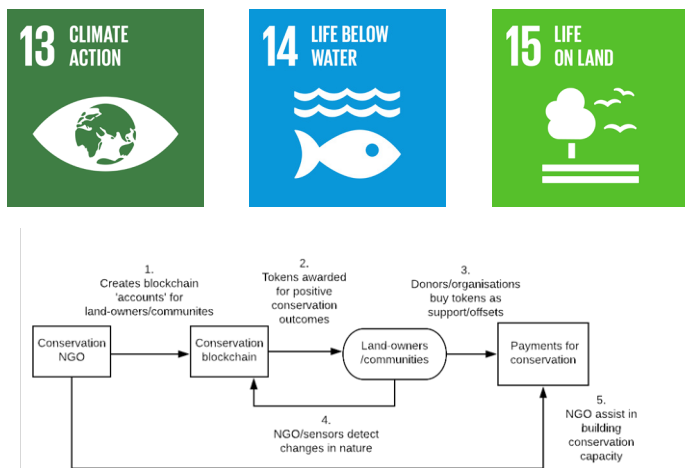 13 CLIMATE
ACTION
14 LIFE BELOW
WATER
15 LIFE
ON LAND
1.
Creates blockchain
'accounts' for
land-owners/communites
2.
Tokens awarded
for positive
conservation
outcomes
3.
Donors/organisations
buy tokens as
support/offsets
Conservation
NGO
Conservation
blockchain
Land-owners
/communities
Payments for
conservation
4.
NGO/sensors detect
changes in nature
5.
NGO assist in
building
conservation
capacity